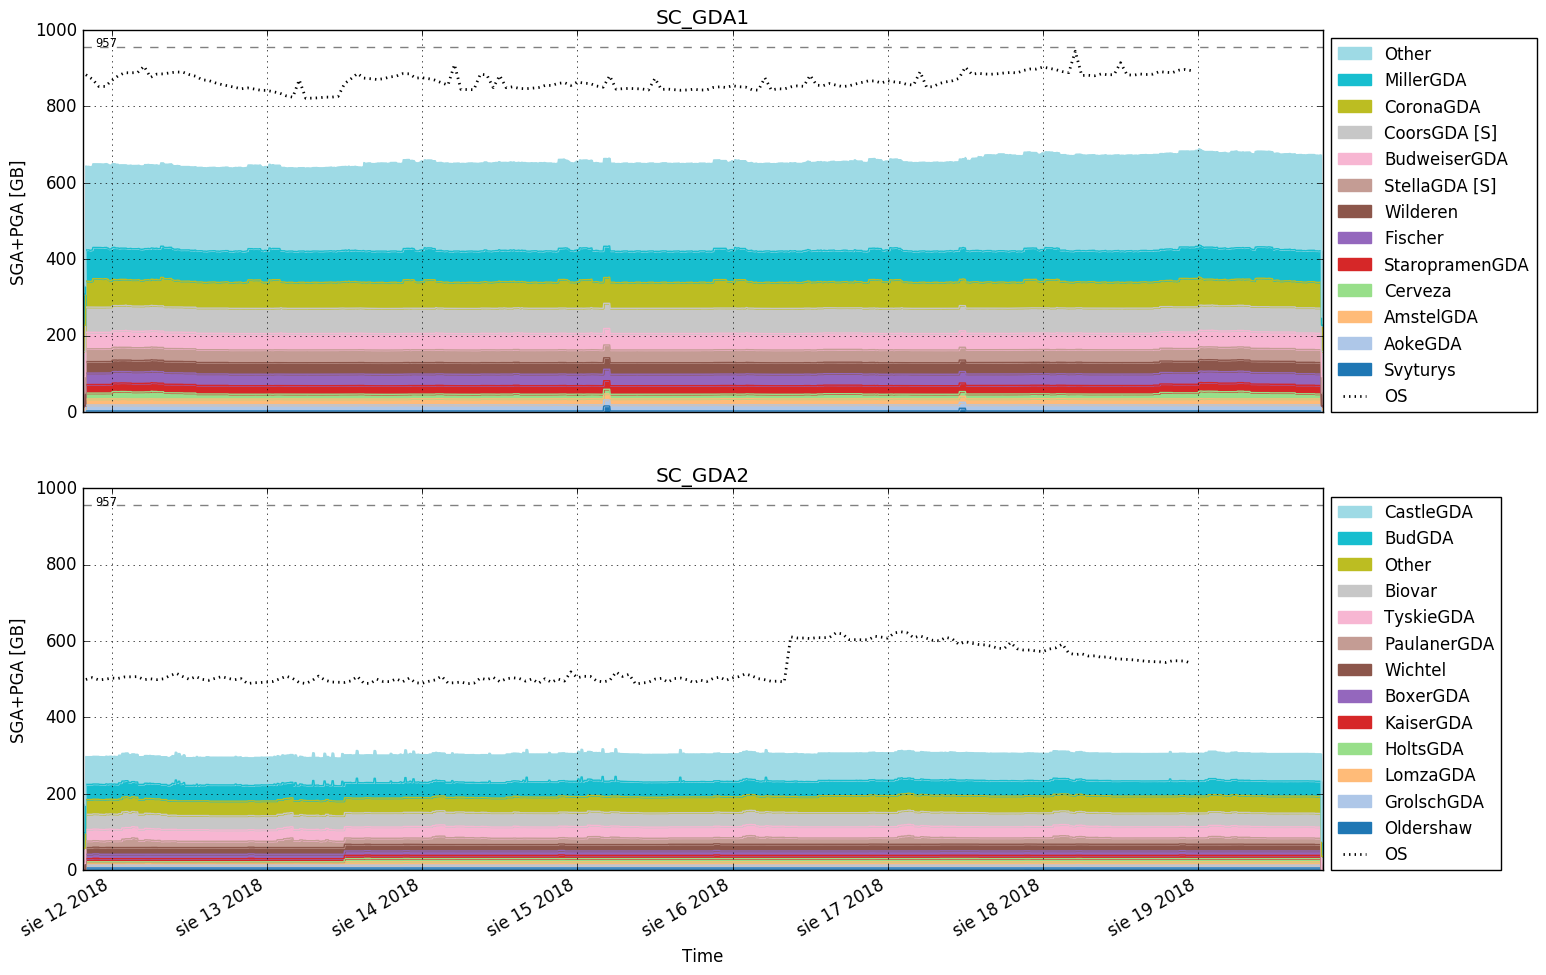 SC_GDA1
1000
800
600
400
200
0
SGA+PGA [GB]
957
Other
MillerGDA
CoronaGDA
CoorsGDA [S]
BudweiserGDA
StellaGDA [S]
Wilderen
Fischer
StaropramenGDA
Cerveza
AmstelGDA
AokeGDA
Svyturys
OS
SC_GDA2
1000
800
600
400
200
0
SGA+PGA [GB]
957
CastleGDA
BudGDA
Other
Biovar
TyskieGDA
PaulanerGDA
Wichtel
BoxerGDA
KaiserGDA
HoltsGDA
LomzaGDA
GrolschGDA
Oldershaw
OS
sie 12 2018
sie 13 2018
sie 14 2018
sie 15 2018
sie 16 2018
sie 17 2018
sie 18 2018
sie 19 2018
Time